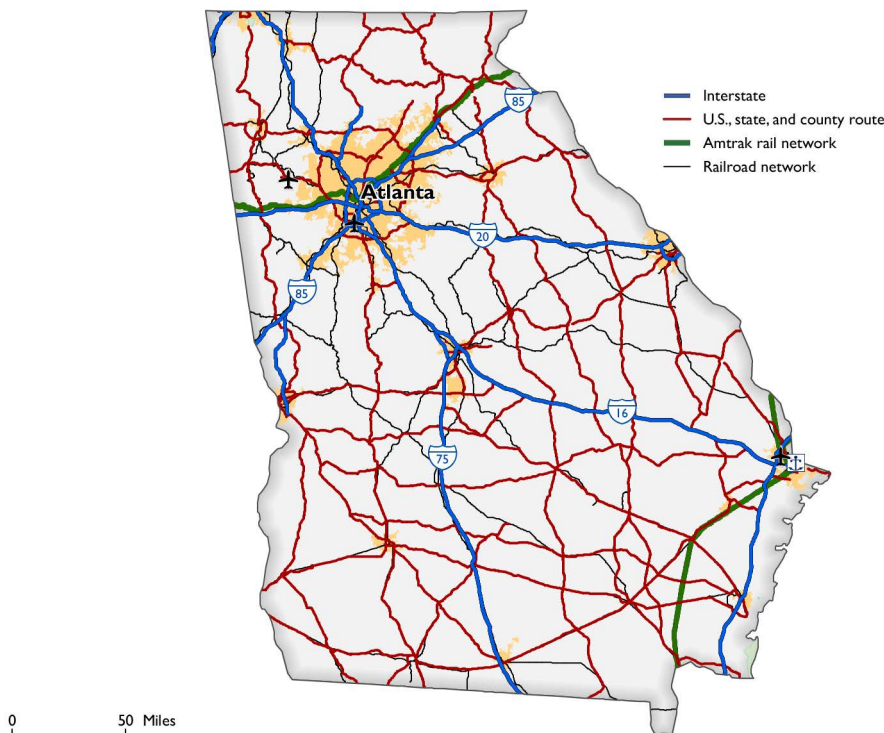 85
Interstate
U.S., state, and county route
Amtrak rail network
Railroad network
Atlanta
20
85
16
75
0 50 Miles